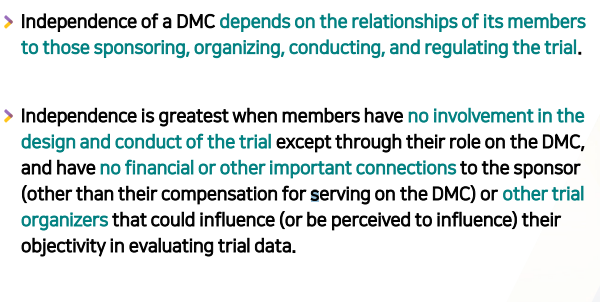 Independence of a DMC depends on the relationships of its members
to those sponsoring, organizing, conducting, and regulating the trial.
Independence is greatest when members have no involvement in the
design and conduct of the trial except through their role on the DMC,
and have no financial or other important connections to the sponsor
(other than their compensation for serving on the DMC) or other trial
organizers that could influence (or be perceived to influence) their
objectivity in evaluating trial data.